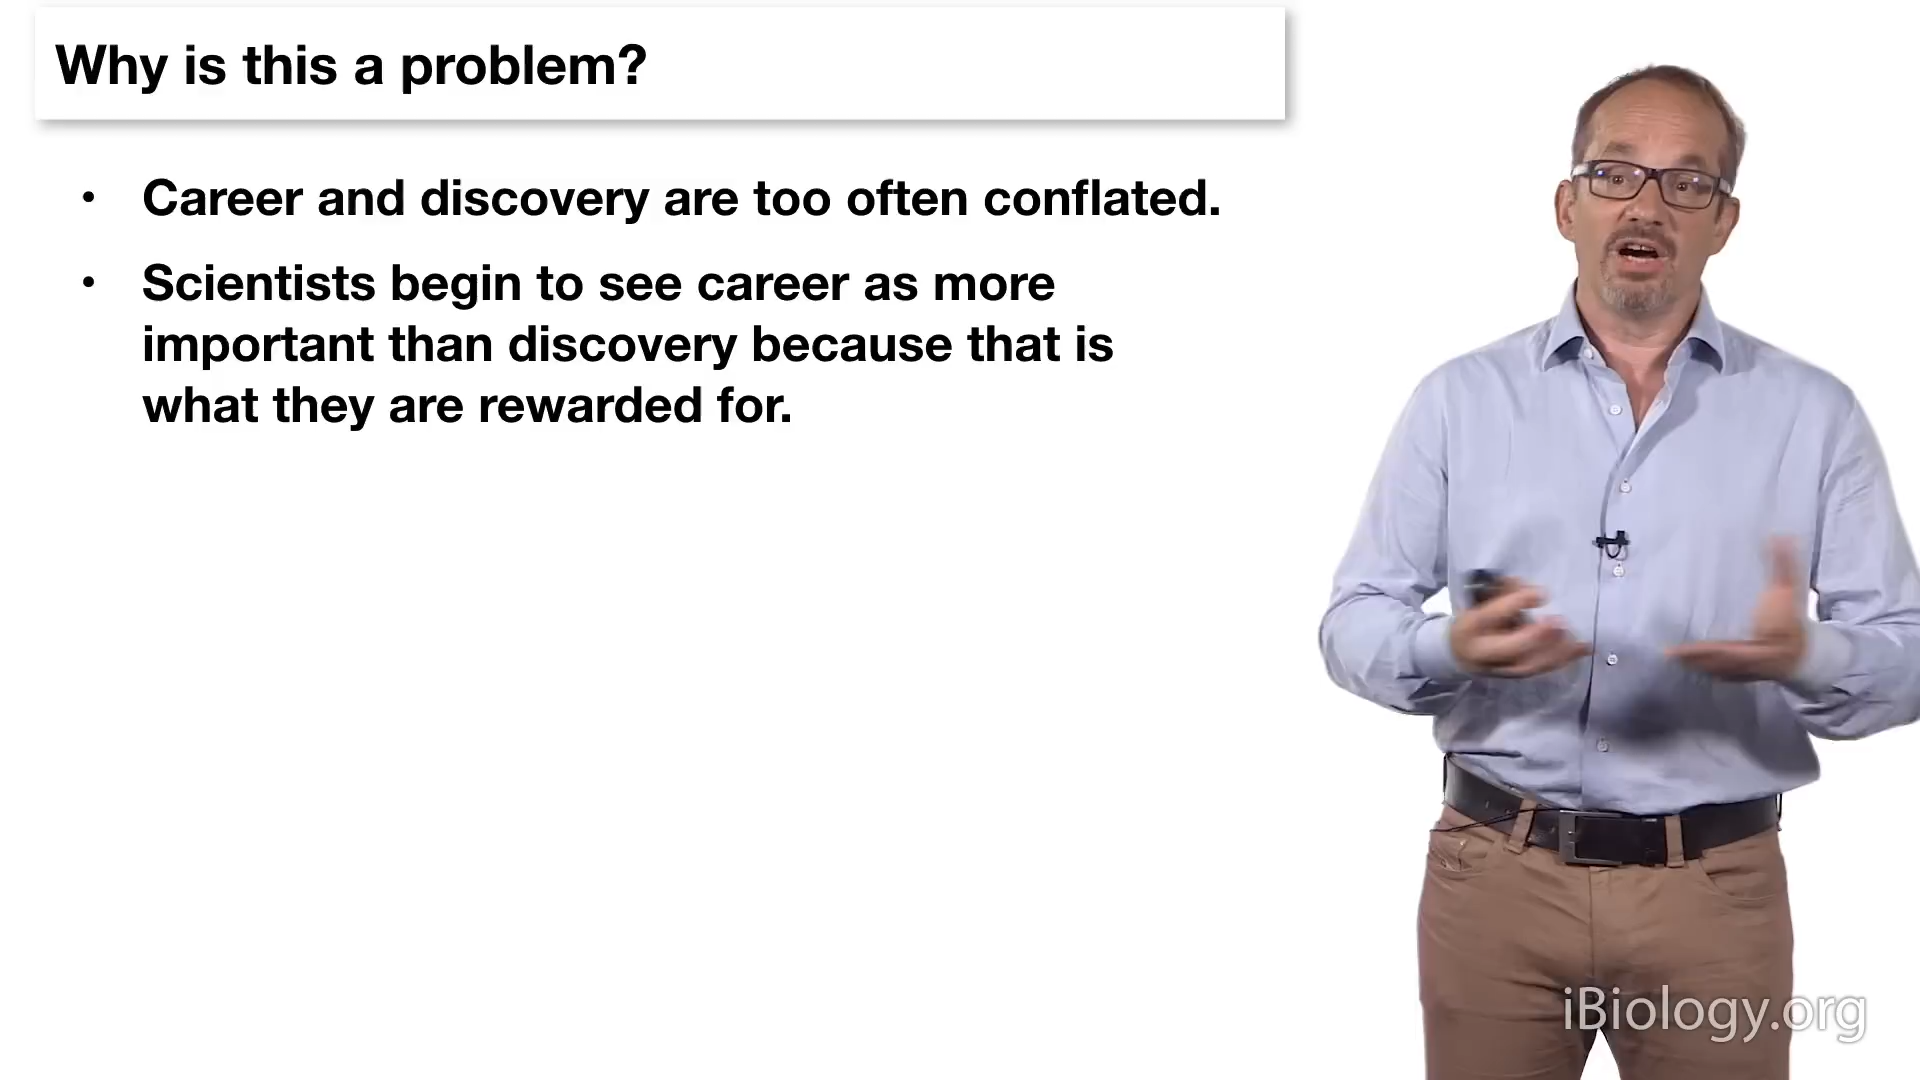 Why is this a problem?
• Career and discovery are too often conflated.
• Scientists begin to see career as more
important than discovery because that is
what they are rewarded for.
iBiology.org